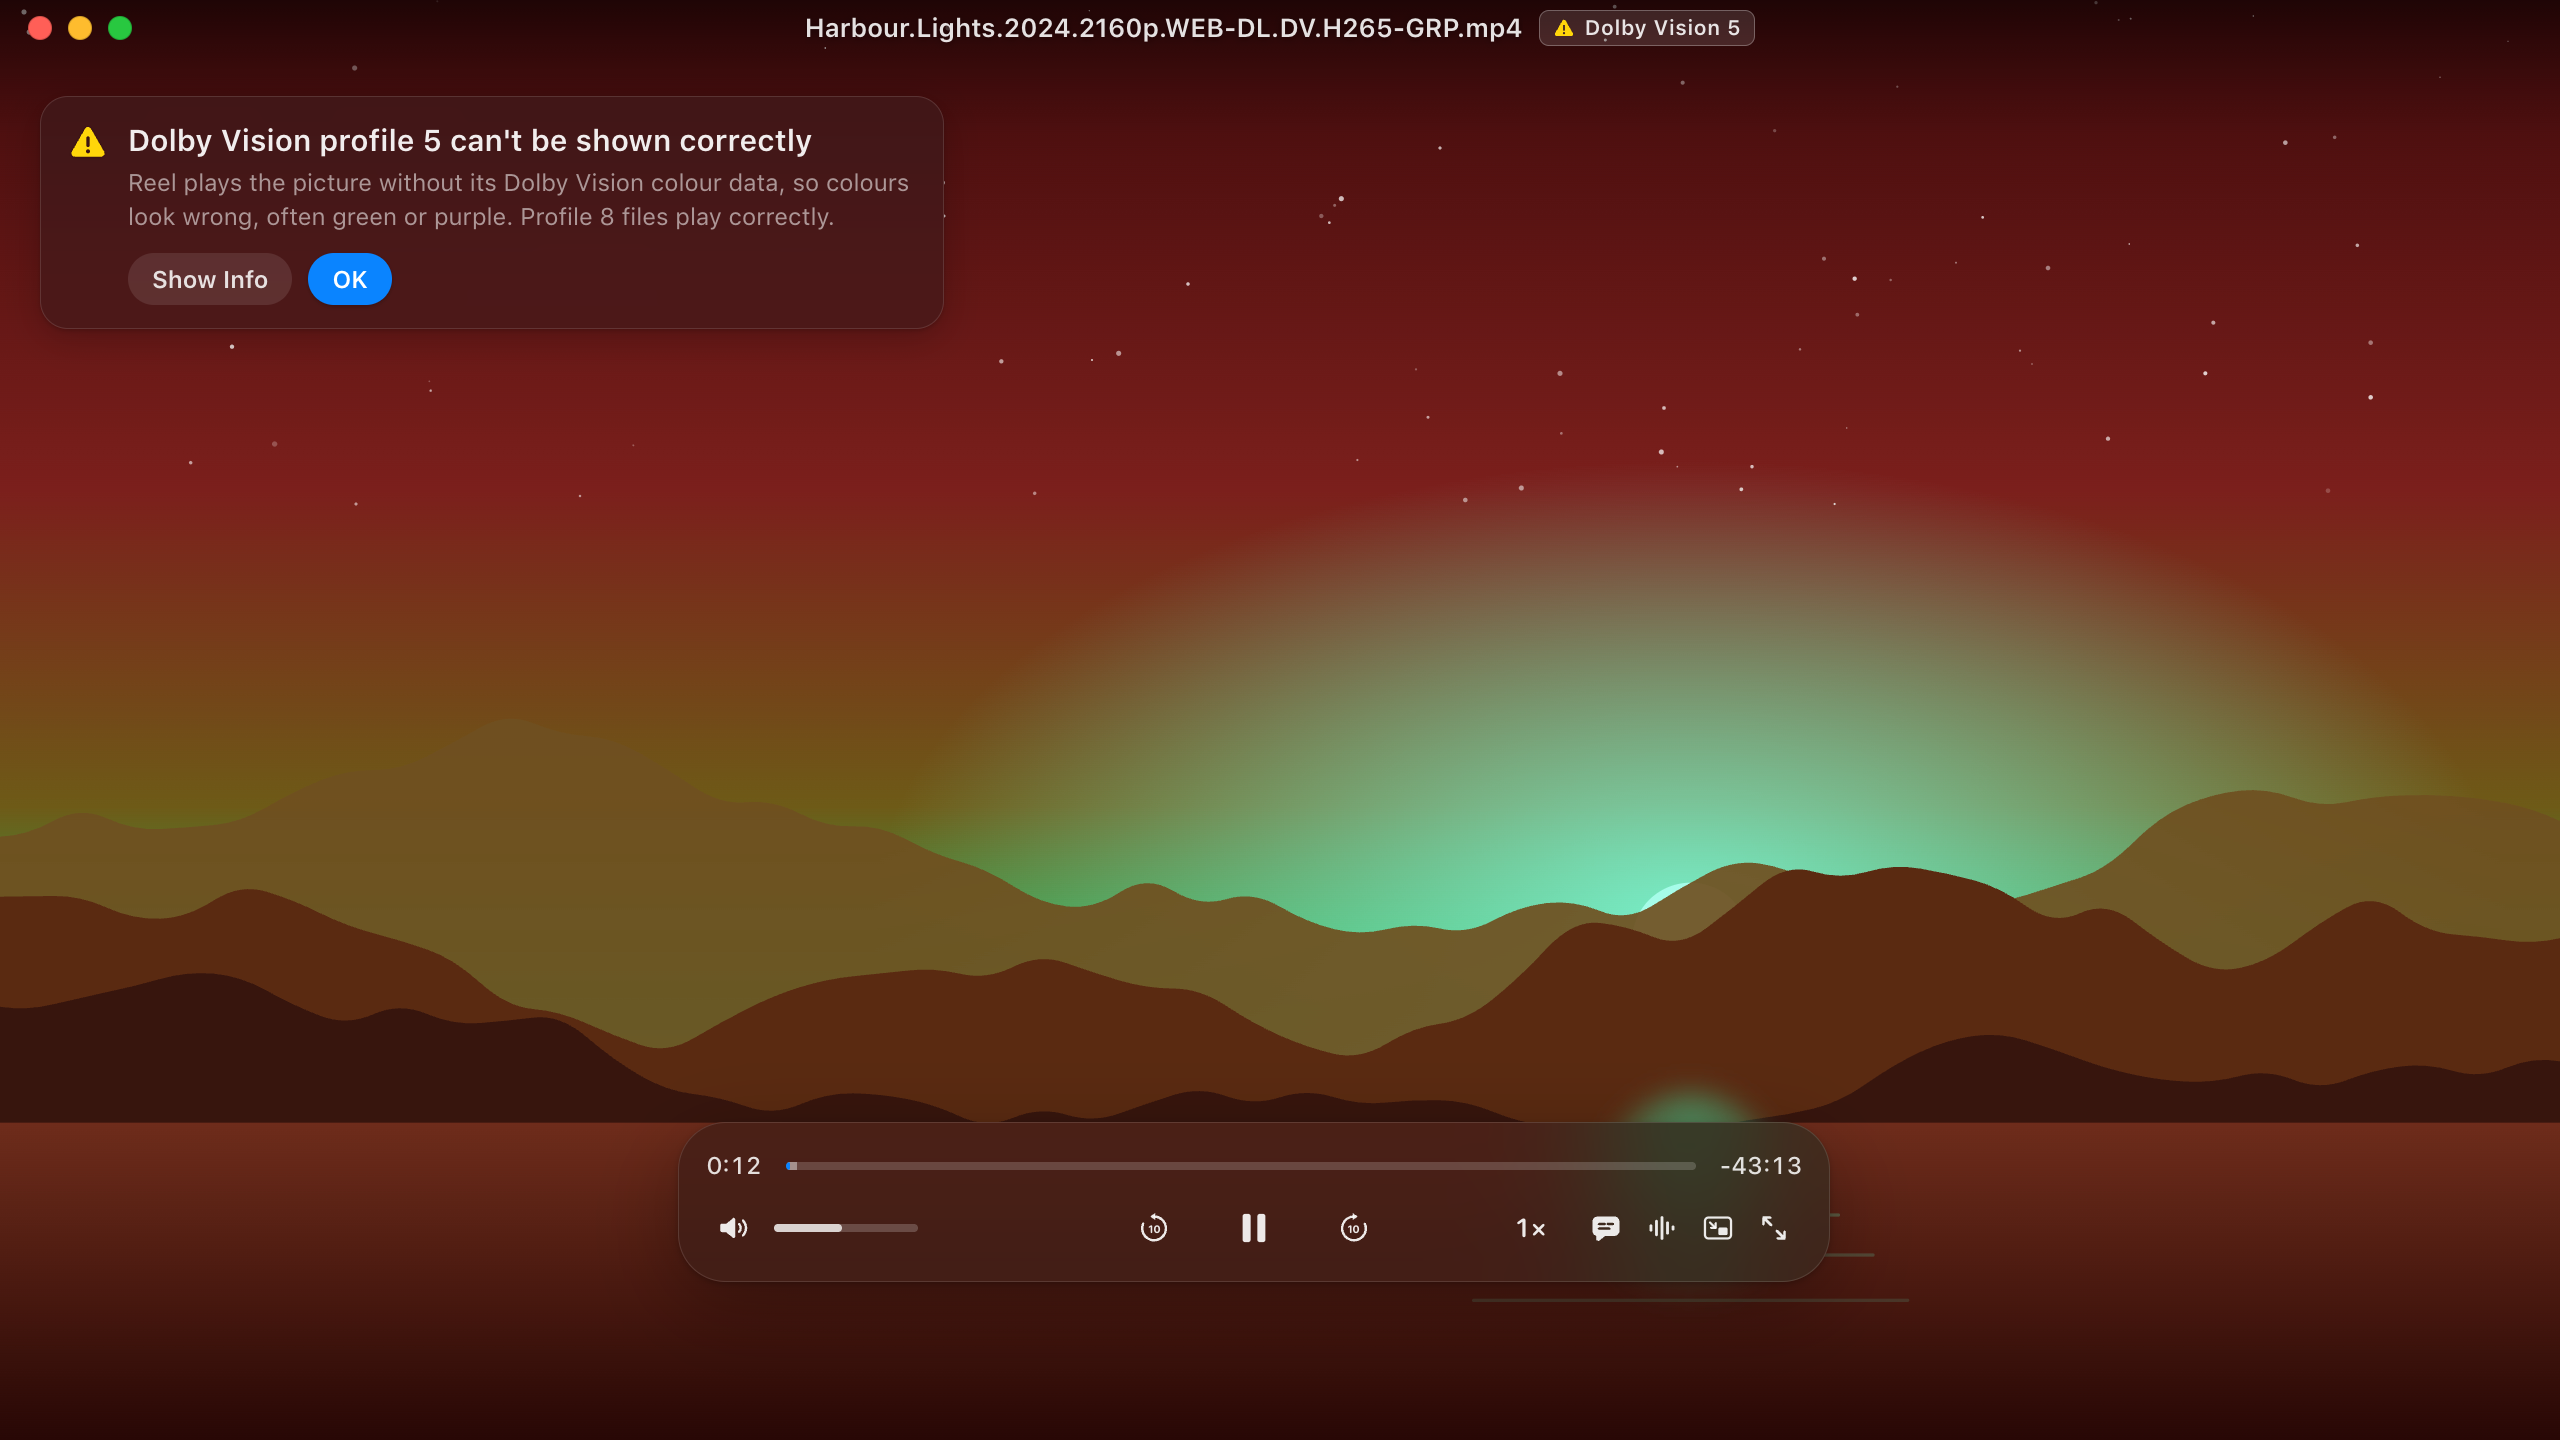 Harbour.Lights.2024.2160p.WEB-DL.DV.H265-GRP.mp4 Dolby Vision 5
Dolby Vision profile 5 can't be shown correctly
Reel plays the picture without its Dolby Vision colour data, so colours
look wrong, often green or purple. Profile 8 files play correctly.
Show Info OK
0:12 -43:13
10 10 1×